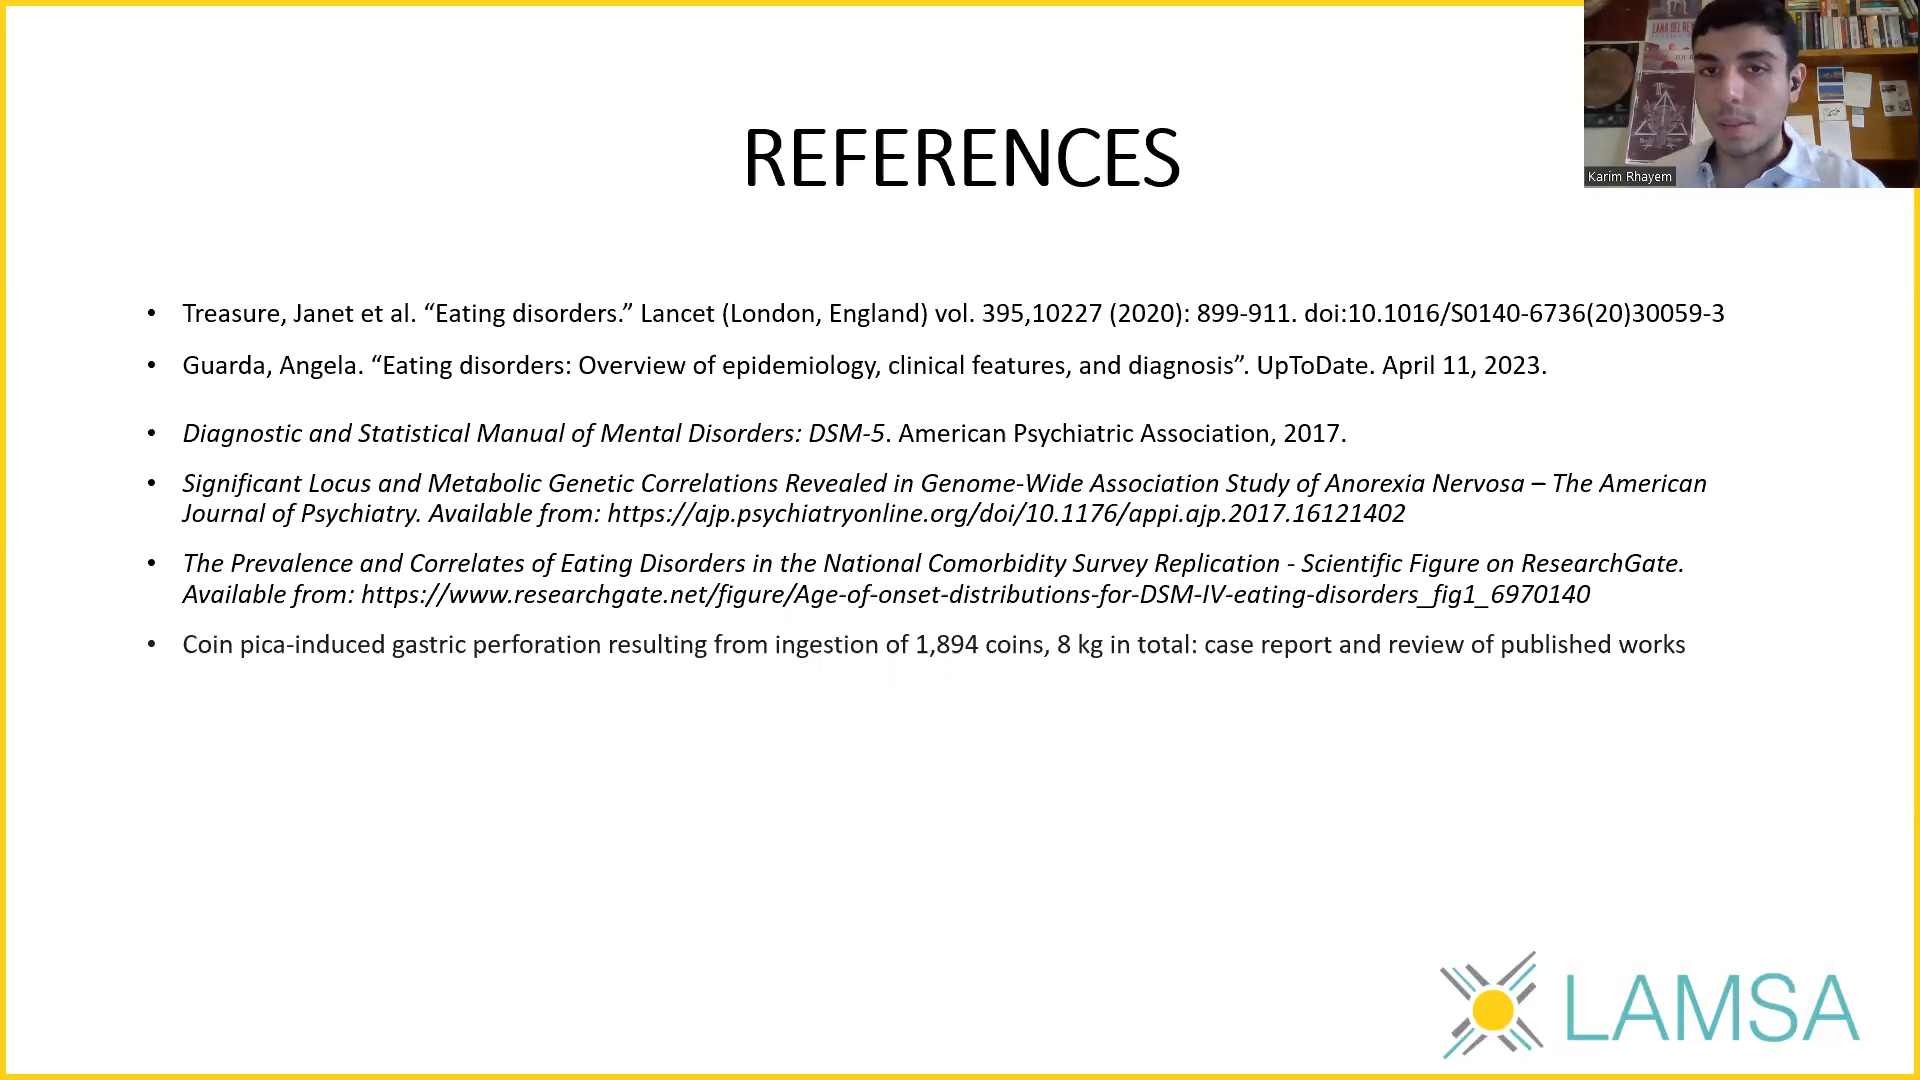 REFERENCES
LANA DEL REY
Karim Rhayem
• Treasure, Janet et al. “Eating disorders.” Lancet (London, England) vol. 395,10227 (2020): 899-911. doi:10.1016/S0140-6736(20)30059-3
• Guarda, Angela. “Eating disorders: Overview of epidemiology, clinical features, and diagnosis”. UpToDate. April 11, 2023.
• Diagnostic and Statistical Manual of Mental Disorders: DSM-5. American Psychiatric Association, 2017.
• Significant Locus and Metabolic Genetic Correlations Revealed in Genome-Wide Association Study of Anorexia Nervosa – The American
Journal of Psychiatry. Available from: https://ajp.psychiatryonline.org/doi/10.1176/appi.ajp.2017.16121402
• The Prevalence and Correlates of Eating Disorders in the National Comorbidity Survey Replication - Scientific Figure on ResearchGate.
Available from: https://www.researchgate.net/figure/Age-of-onset-distributions-for-DSM-IV-eating-disorders_fig1_6970140
• Coin pica-induced gastric perforation resulting from ingestion of 1,894 coins, 8 kg in total: case report and review of published works
LAMSA